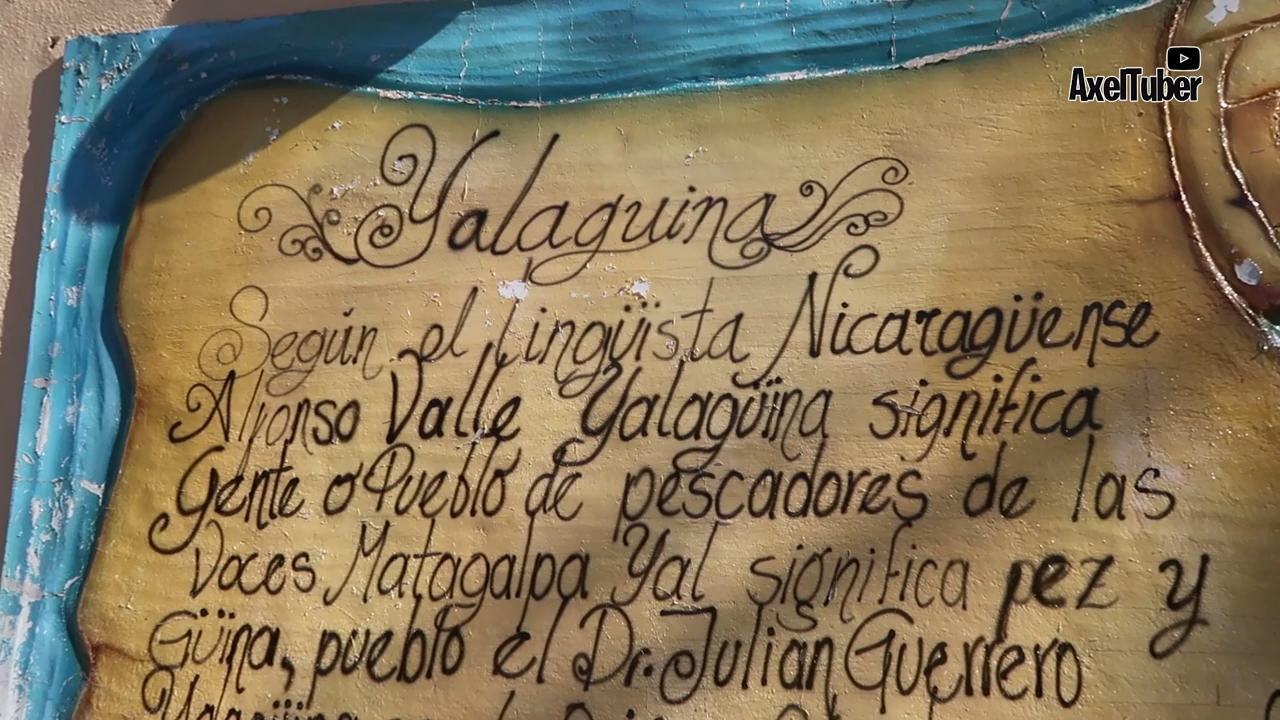 AxelTuber
Yalaguina
Según el Lingüista Nicaragüense
Alfonso Valle Yalagüina significa
Gente o Pueblo de pescadores de las
Voces Matagalpa Yal significa pez y
Güina, pueblo el Dr. Julian Guerrero
Yalagüina